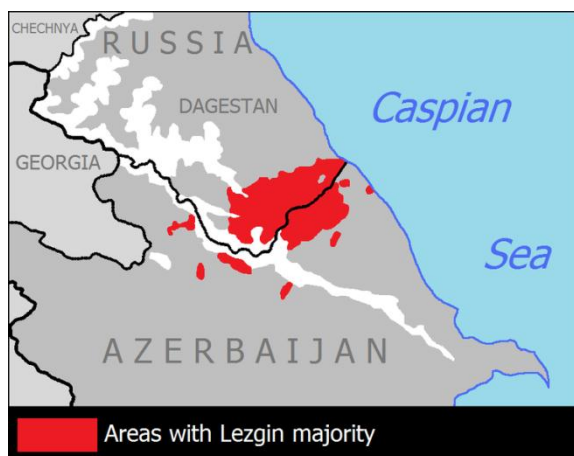 CHECHNYA
RUSSIA
DAGESTAN
Caspian
GEORGIA
Sea
AZERBAIJAN
Areas with Lezgin majority